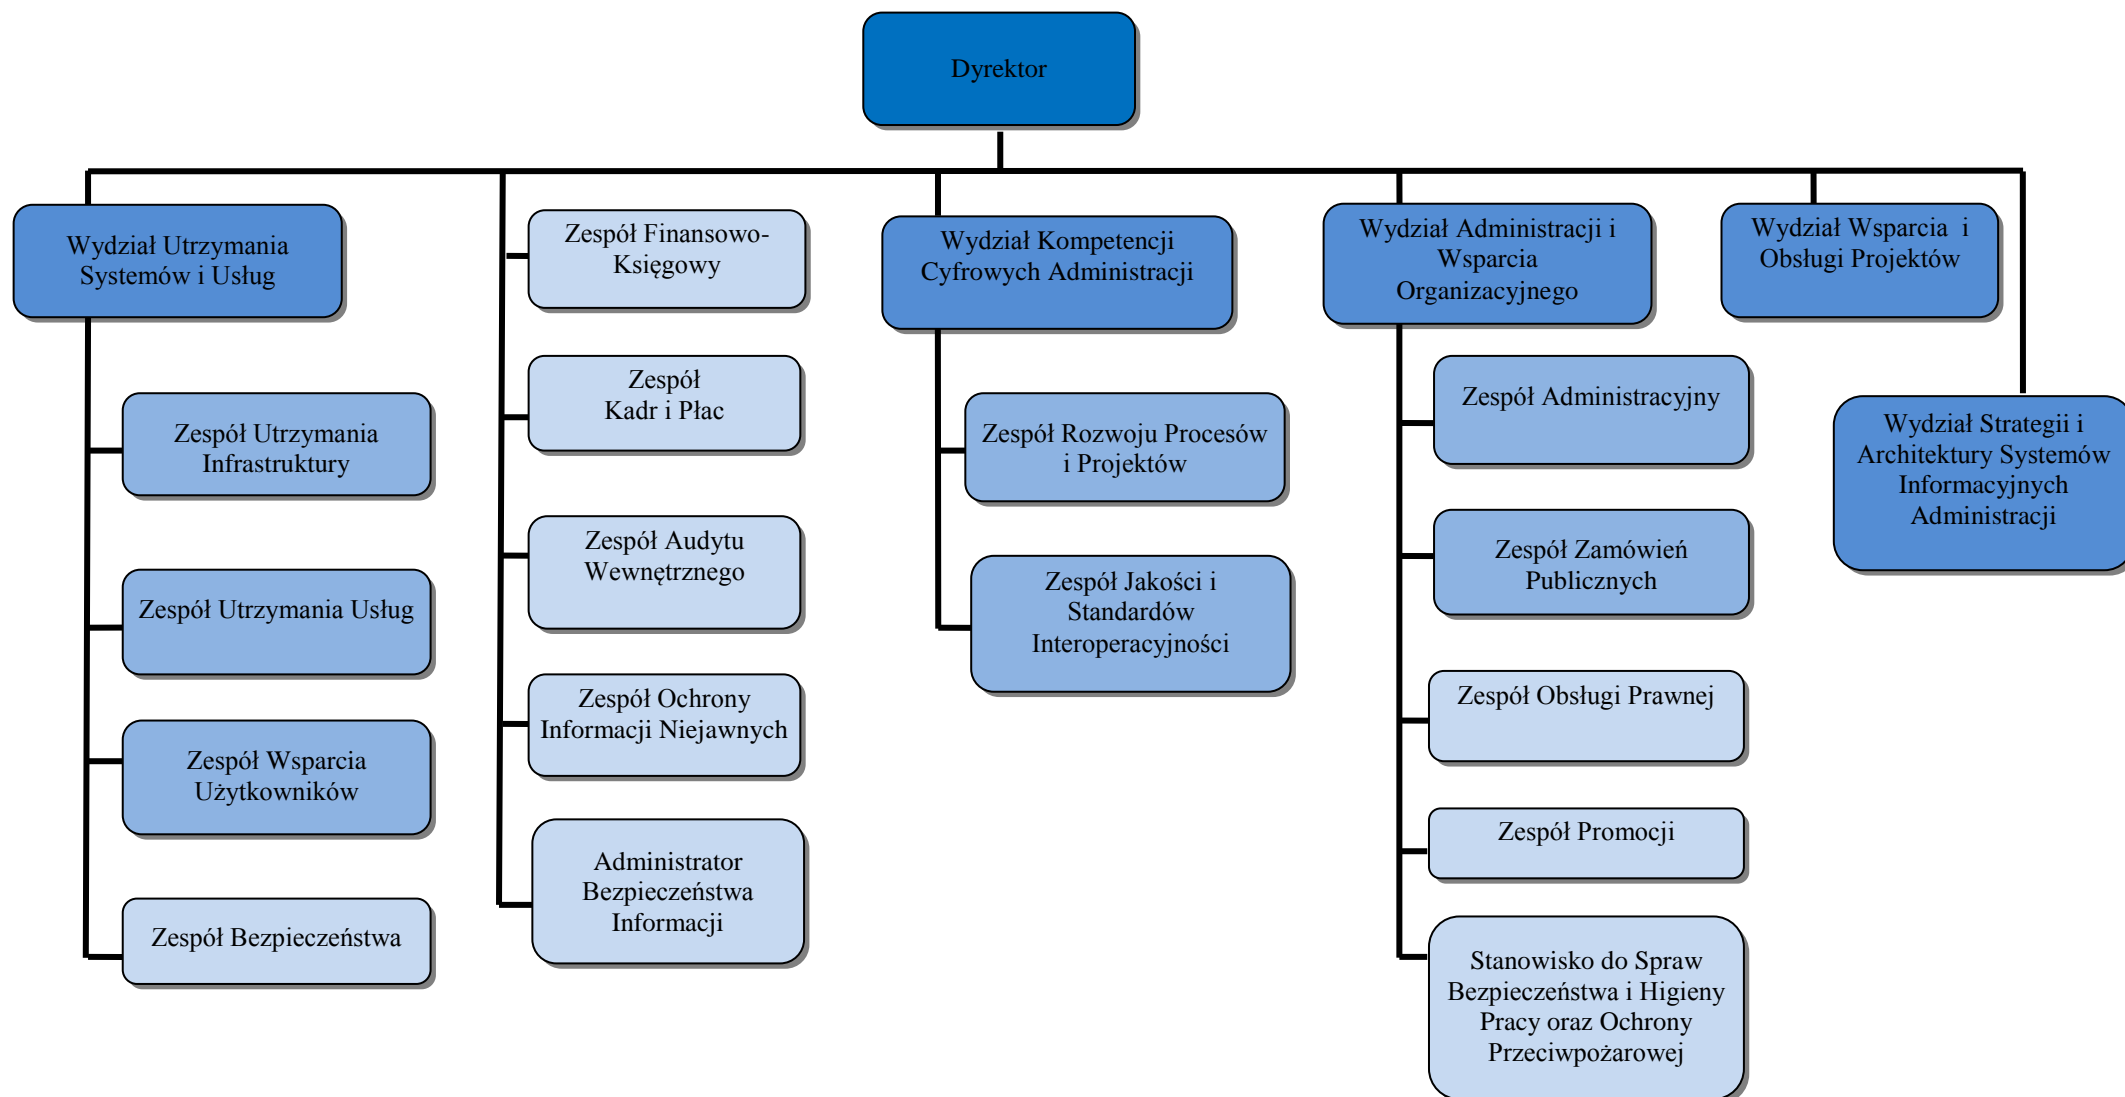 Dyrektor
Wydział Utrzymania
Systemów i Usług
Zespół Utrzymania
Infrastruktury
Zespół Utrzymania Usług
Zespół Wsparcia
Użytkowników
Zespół Bezpieczeństwa
Zespół Finansowo-
Księgowy
Zespół
Kadr i Płac
Zespół Audytu
Wewnętrznego
Zespół Ochrony
Informacji Niejawnych
Administrator
Bezpieczeństwa
Informacji
Wydział Kompetencji
Cyfrowych Administracji
Zespół Rozwoju Procesów
i Projektów
Zespół Jakości i
Standardów
Interoperacyjności
Wydział Administracji i
Wsparcia
Organizacyjnego
Zespół Administracyjny
Zespół Zamówień
Publicznych
Zespół Obsługi Prawnej
Zespół Promocji
Stanowisko do Spraw
Bezpieczeństwa i Higieny
Pracy oraz Ochrony
Przeciwpożarowej
Wydział Wsparcia i
Obsługi Projektów
Wydział Strategii i
Architektury Systemów
Informacyjnych
Administracji